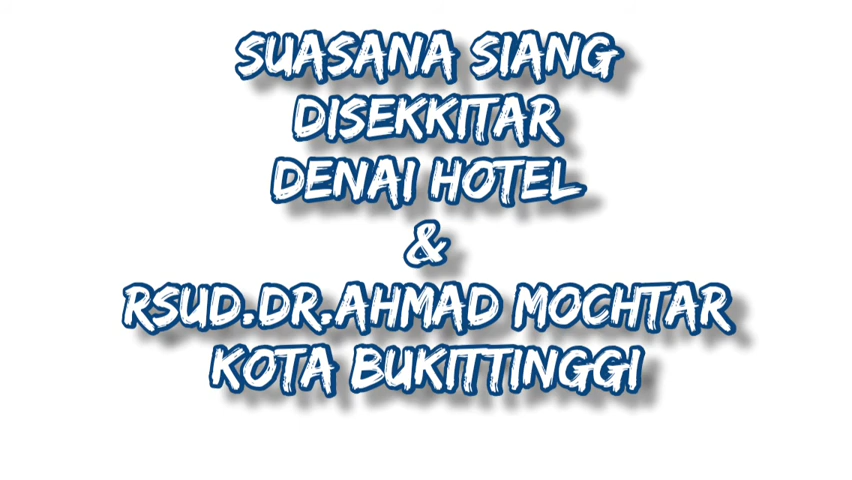 SUASANA SIANG
DISEKKITAR
DENAI HOTEL
&
RSUD.DR.AHMAD MOCHTAR
KOTA BUKITTINGGI